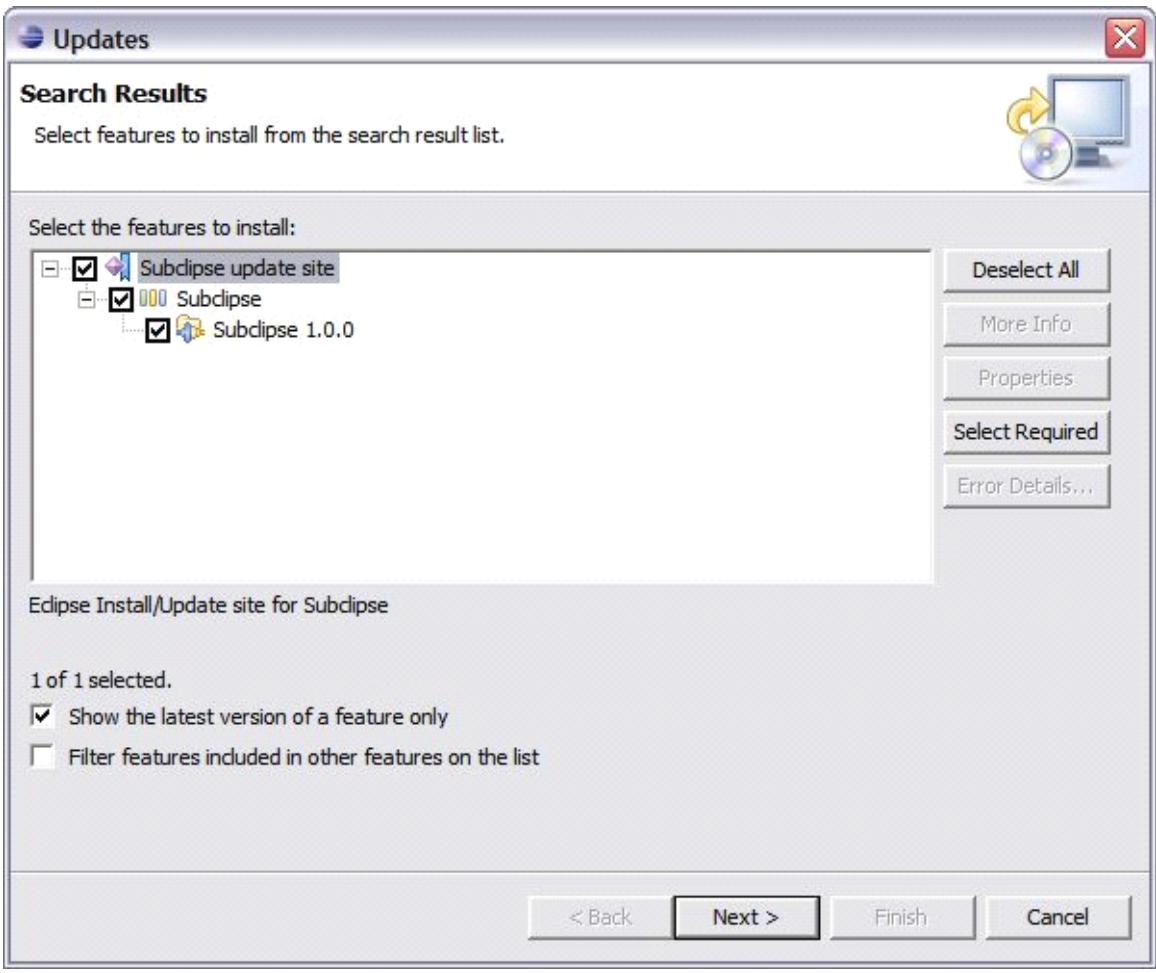 Updates
Search Results
Select features to install from the search result list.
Select the features to install:
Subclipse update site
Subclipse
Subclipse 1.0.0
Deselect All
More Info
Properties
Select Required
Error Details...
Eclipse Install/Update site for Subclipse
1 of 1 selected.
Show the latest version of a feature only
Filter features included in other features on the list
< Back
Next >
Finish
Cancel